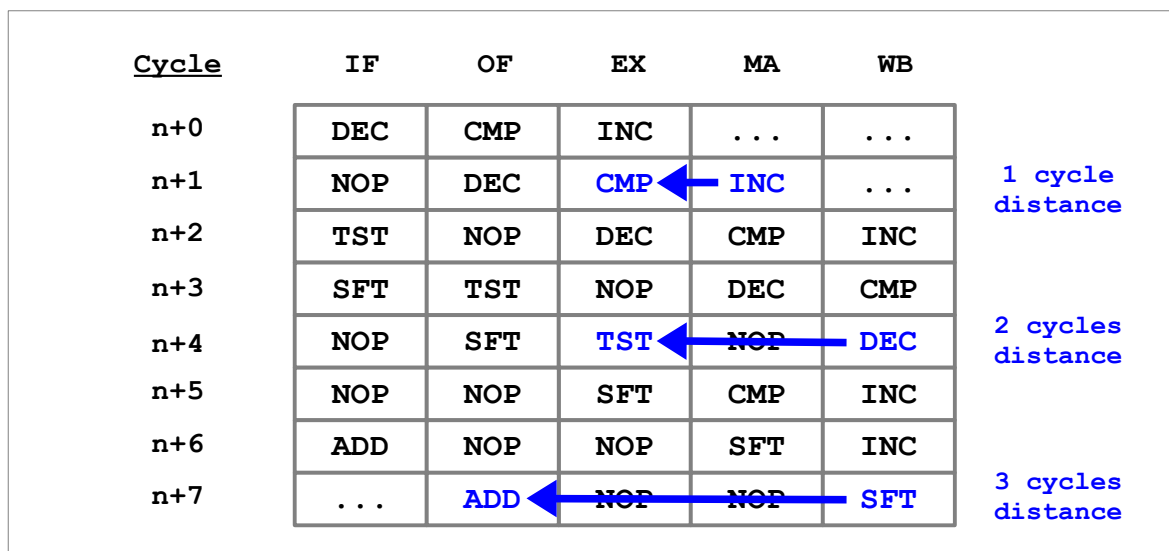 Cycle IF OF EX MA WB
n+0 DEC CMP INC ... ...
n+1 NOP DEC CMP INC ... 1 cycle distance
n+2 TST NOP DEC CMP INC
n+3 SFT TST NOP DEC CMP
n+4 NOP SFT TST NOP DEC 2 cycles distance
n+5 NOP NOP SFT CMP INC
n+6 ADD NOP NOP SFT INC
n+7 ... ADD NOP NOP SFT 3 cycles distance